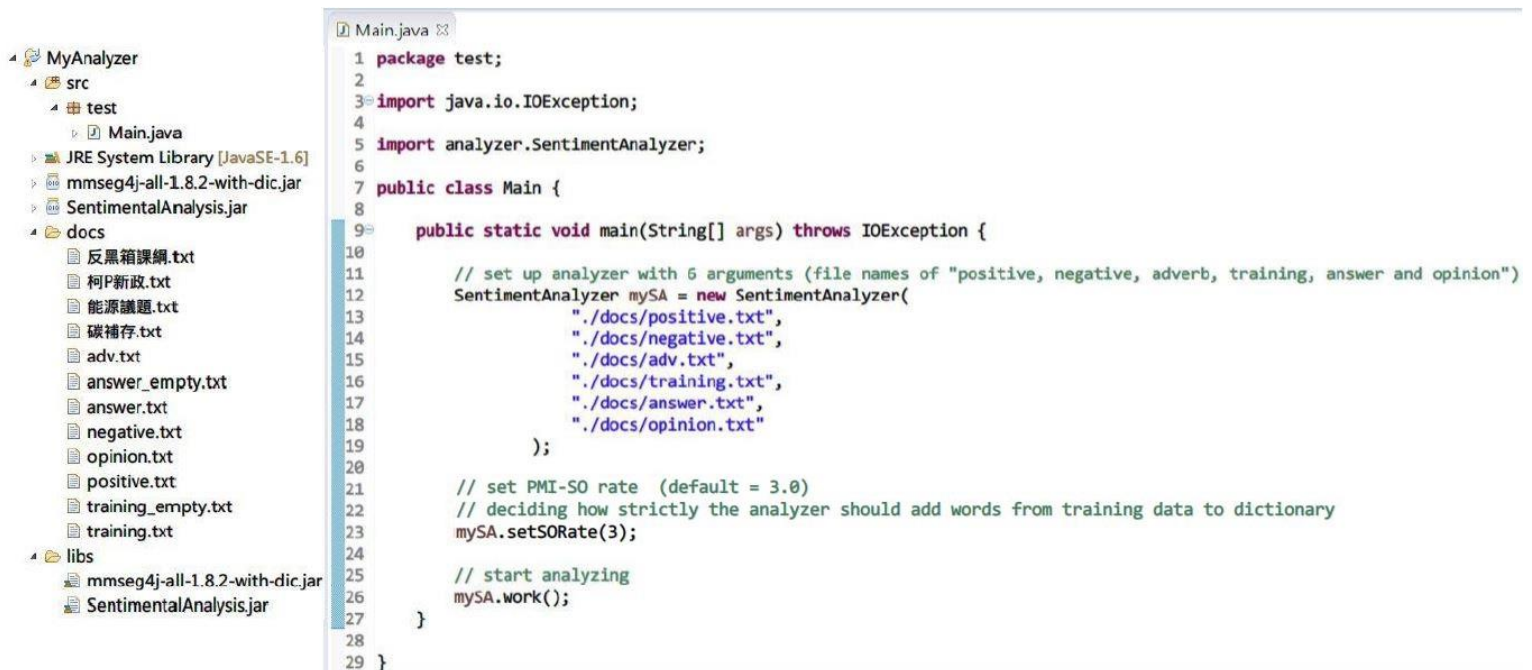 MyAnalyzer
src
test
Main.java
JRE System Library [JavaSE-1.6]
mmseg4j-all-1.8.2-with-dic.jar
SentimentalAnalysis.jar
docs
反黑箱課綱.txt
柯P新政.txt
能源議題.txt
碳補存.txt
adv.txt
answer_empty.txt
answer.txt
negative.txt
opinion.txt
positive.txt
training_empty.txt
training.txt
libs
mmseg4j-all-1.8.2-with-dic.jar
SentimentalAnalysis.jar
Main.java
1 package test;
2
3 import java.io.IOException;
4
5 import analyzer.SentimentAnalyzer;
6
7 public class Main {
8
9 public static void main(String[] args) throws IOException {
10
11 // set up analyzer with 6 arguments (file names of "positive, negative, adverb, training, answer and opinion")
12 SentimentAnalyzer mySA = new SentimentAnalyzer(
13 "./docs/positive.txt",
14 "./docs/negative.txt",
15 "./docs/adv.txt",
16 "./docs/training.txt",
17 "./docs/answer.txt",
18 "./docs/opinion.txt"
19 );
20
21 // set PMI-SO rate (default = 3.0)
22 // deciding how strictly the analyzer should add words from training data to dictionary
23 mySA.setSORate(3);
24
25 // start analyzing
26 mySA.work();
27 }
28
29 }